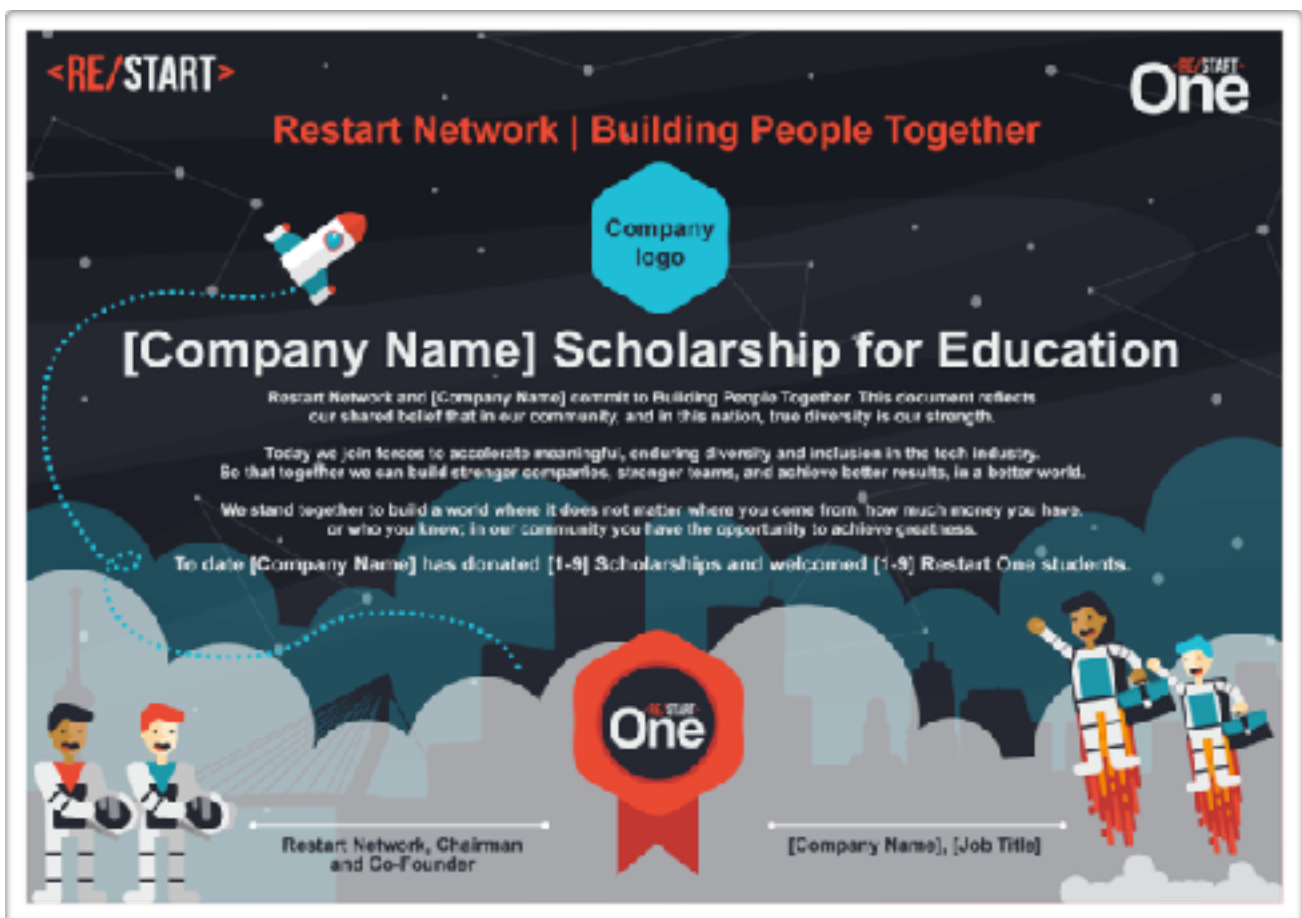 <RE/START>
RE/START
One
Restart Network | Building People Together
Company
logo
[Company Name] Scholarship for Education
Restart Network and [Company Name] commit to Building People Together. This document reflects
our shared belief that in our community, and in this nation, true diversity is our strength.
Today we join forces to accelerate meaningful, enduring diversity and inclusion in the tech industry.
So that together we can build stronger companies, stronger teams, and achieve better results, in a better world.
We stand together to build a world where it does not matter where you come from, how much money you have,
or who you know; in our community you have the opportunity to achieve greatness.
To date [Company Name] has donated [1-9] Scholarships and welcomed [1-9] Restart One students.
RE/START
One
Restart Network, Chairman
and Co-Founder
[Company Name], [Job Title]